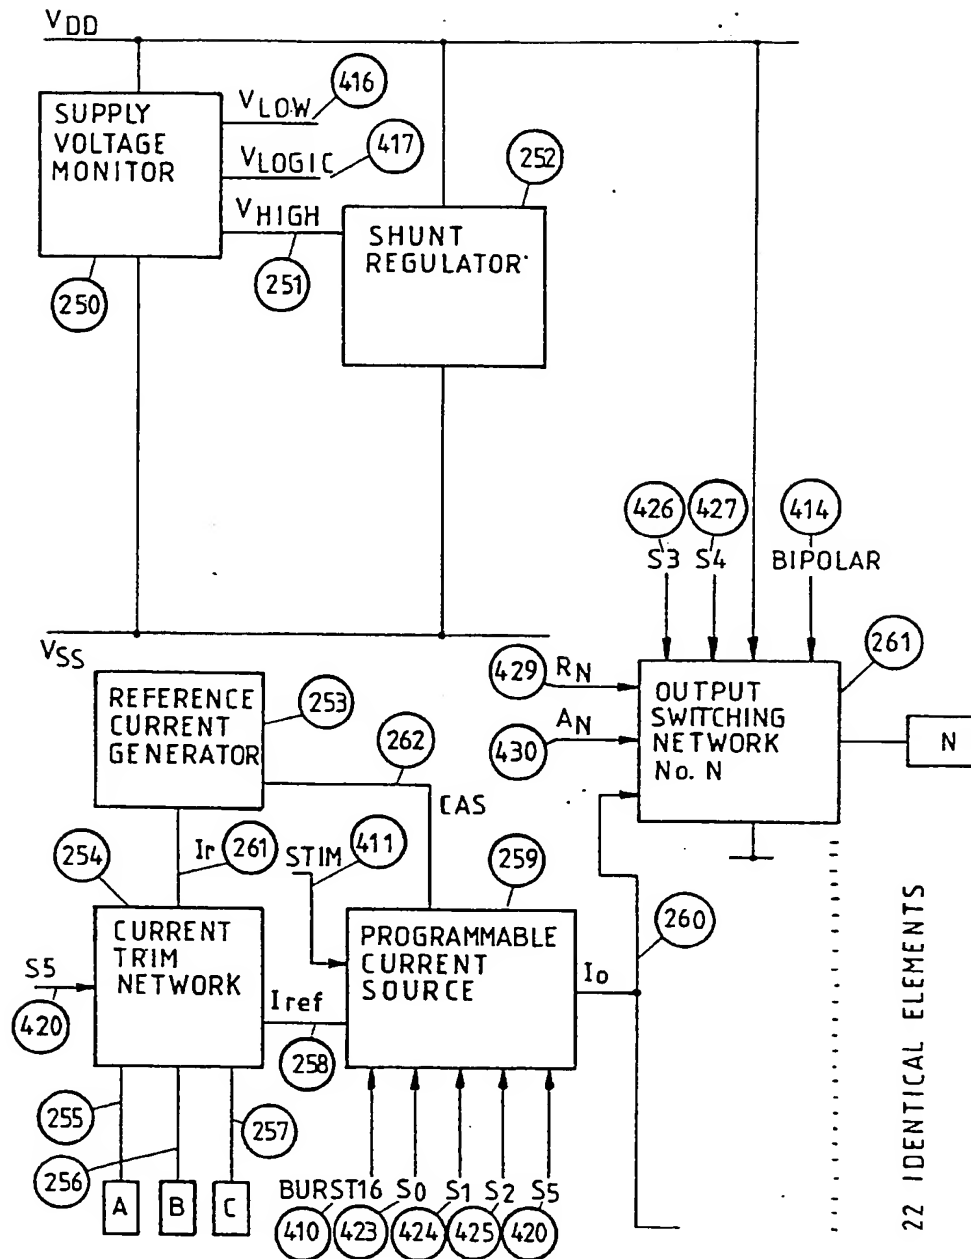 VDD
SUPPLY
VOLTAGE
MONITOR
VLOW
416
VLOGIC
417
VHIGH
251
250
252
SHUNT
REGULATOR
VSS
426
427
414
S3
S4
BIPOLAR
429
RN
430
AN
261
OUTPUT
SWITCHING
NETWORK
No. N
N
REFERENCE
CURRENT
GENERATOR
253
262
CAS
254
Ir
261
STIM
411
259
CURRENT
TRIM
NETWORK
S5
420
Iref
258
PROGRAMMABLE
CURRENT
SOURCE
Io
260
255
256
257
A
B
C
BURST16
S0
S1
S2
S5
410
423
424
425
420
22 IDENTICAL ELEMENTS